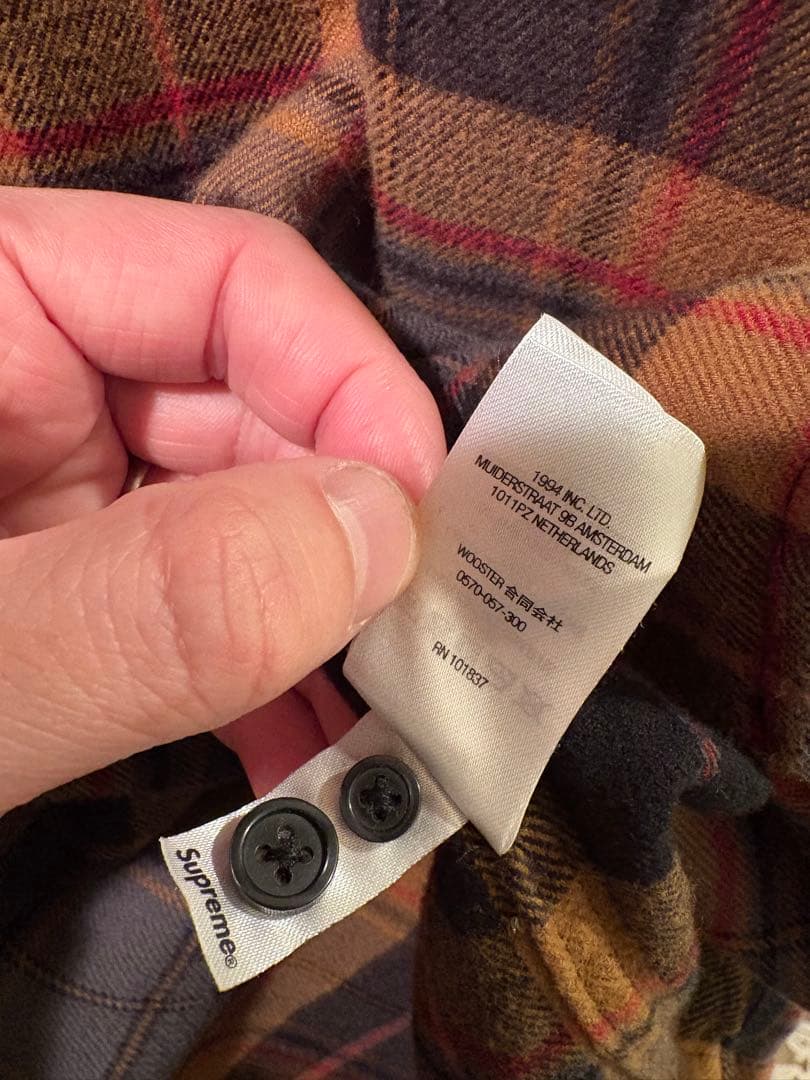 1994 INC. LTD.
MUIDERSTRAAT 9B AMSTERDAM
1011PZ NETHERLANDS
WOOSTER 合同会社
0570-057-300
RN 101837
Supreme®